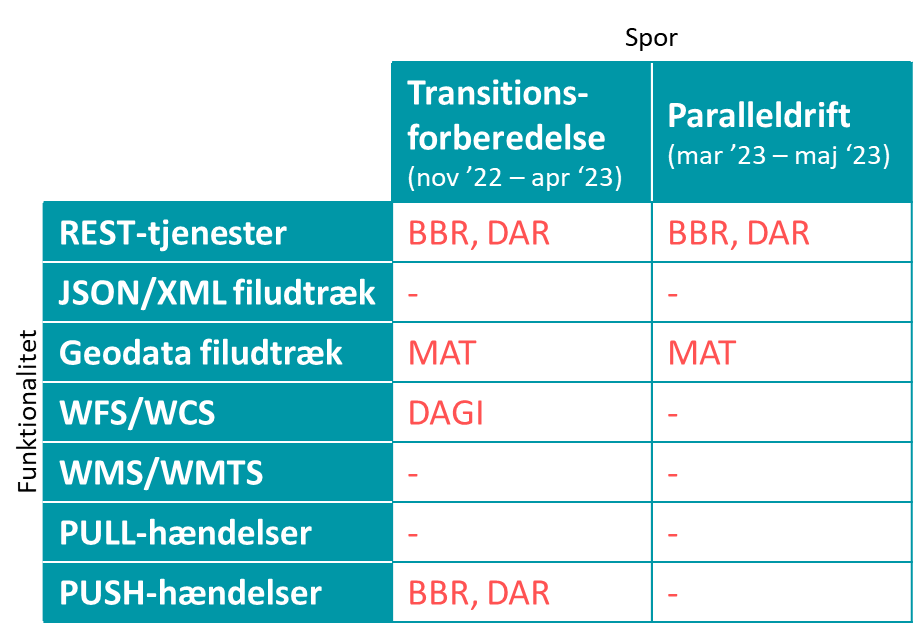 Spor
Transitions-
forberedelse
(nov ’22 – apr ‘23)
Paralleldrift
(mar ’23 – maj ‘23)
Funktionalitet
REST-tjenester
BBR, DAR
BBR, DAR
JSON/XML filudtræk
-
-
Geodata filudtræk
MAT
MAT
WFS/WCS
DAGI
-
WMS/WMTS
-
-
PULL-hændelser
-
-
PUSH-hændelser
BBR, DAR
-